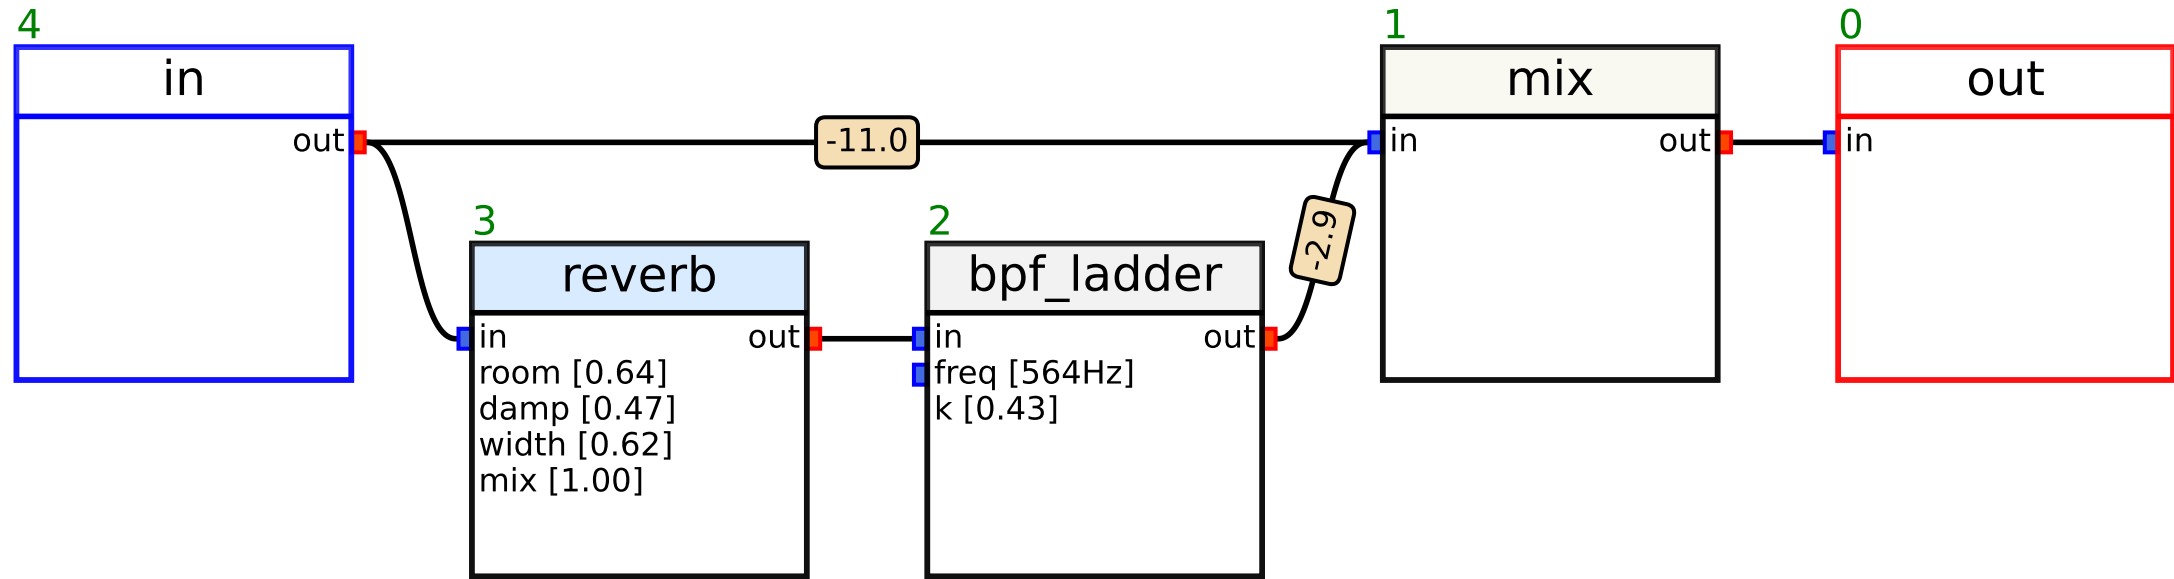 4
in
out
-11.0
3
reverb
in
out
room [0.64]
damp [0.47]
width [0.62]
mix [1.00]
2
bpf_ladder
in
out
freq [564Hz]
k [0.43]
-2.9
1
mix
in
out
0
out
in